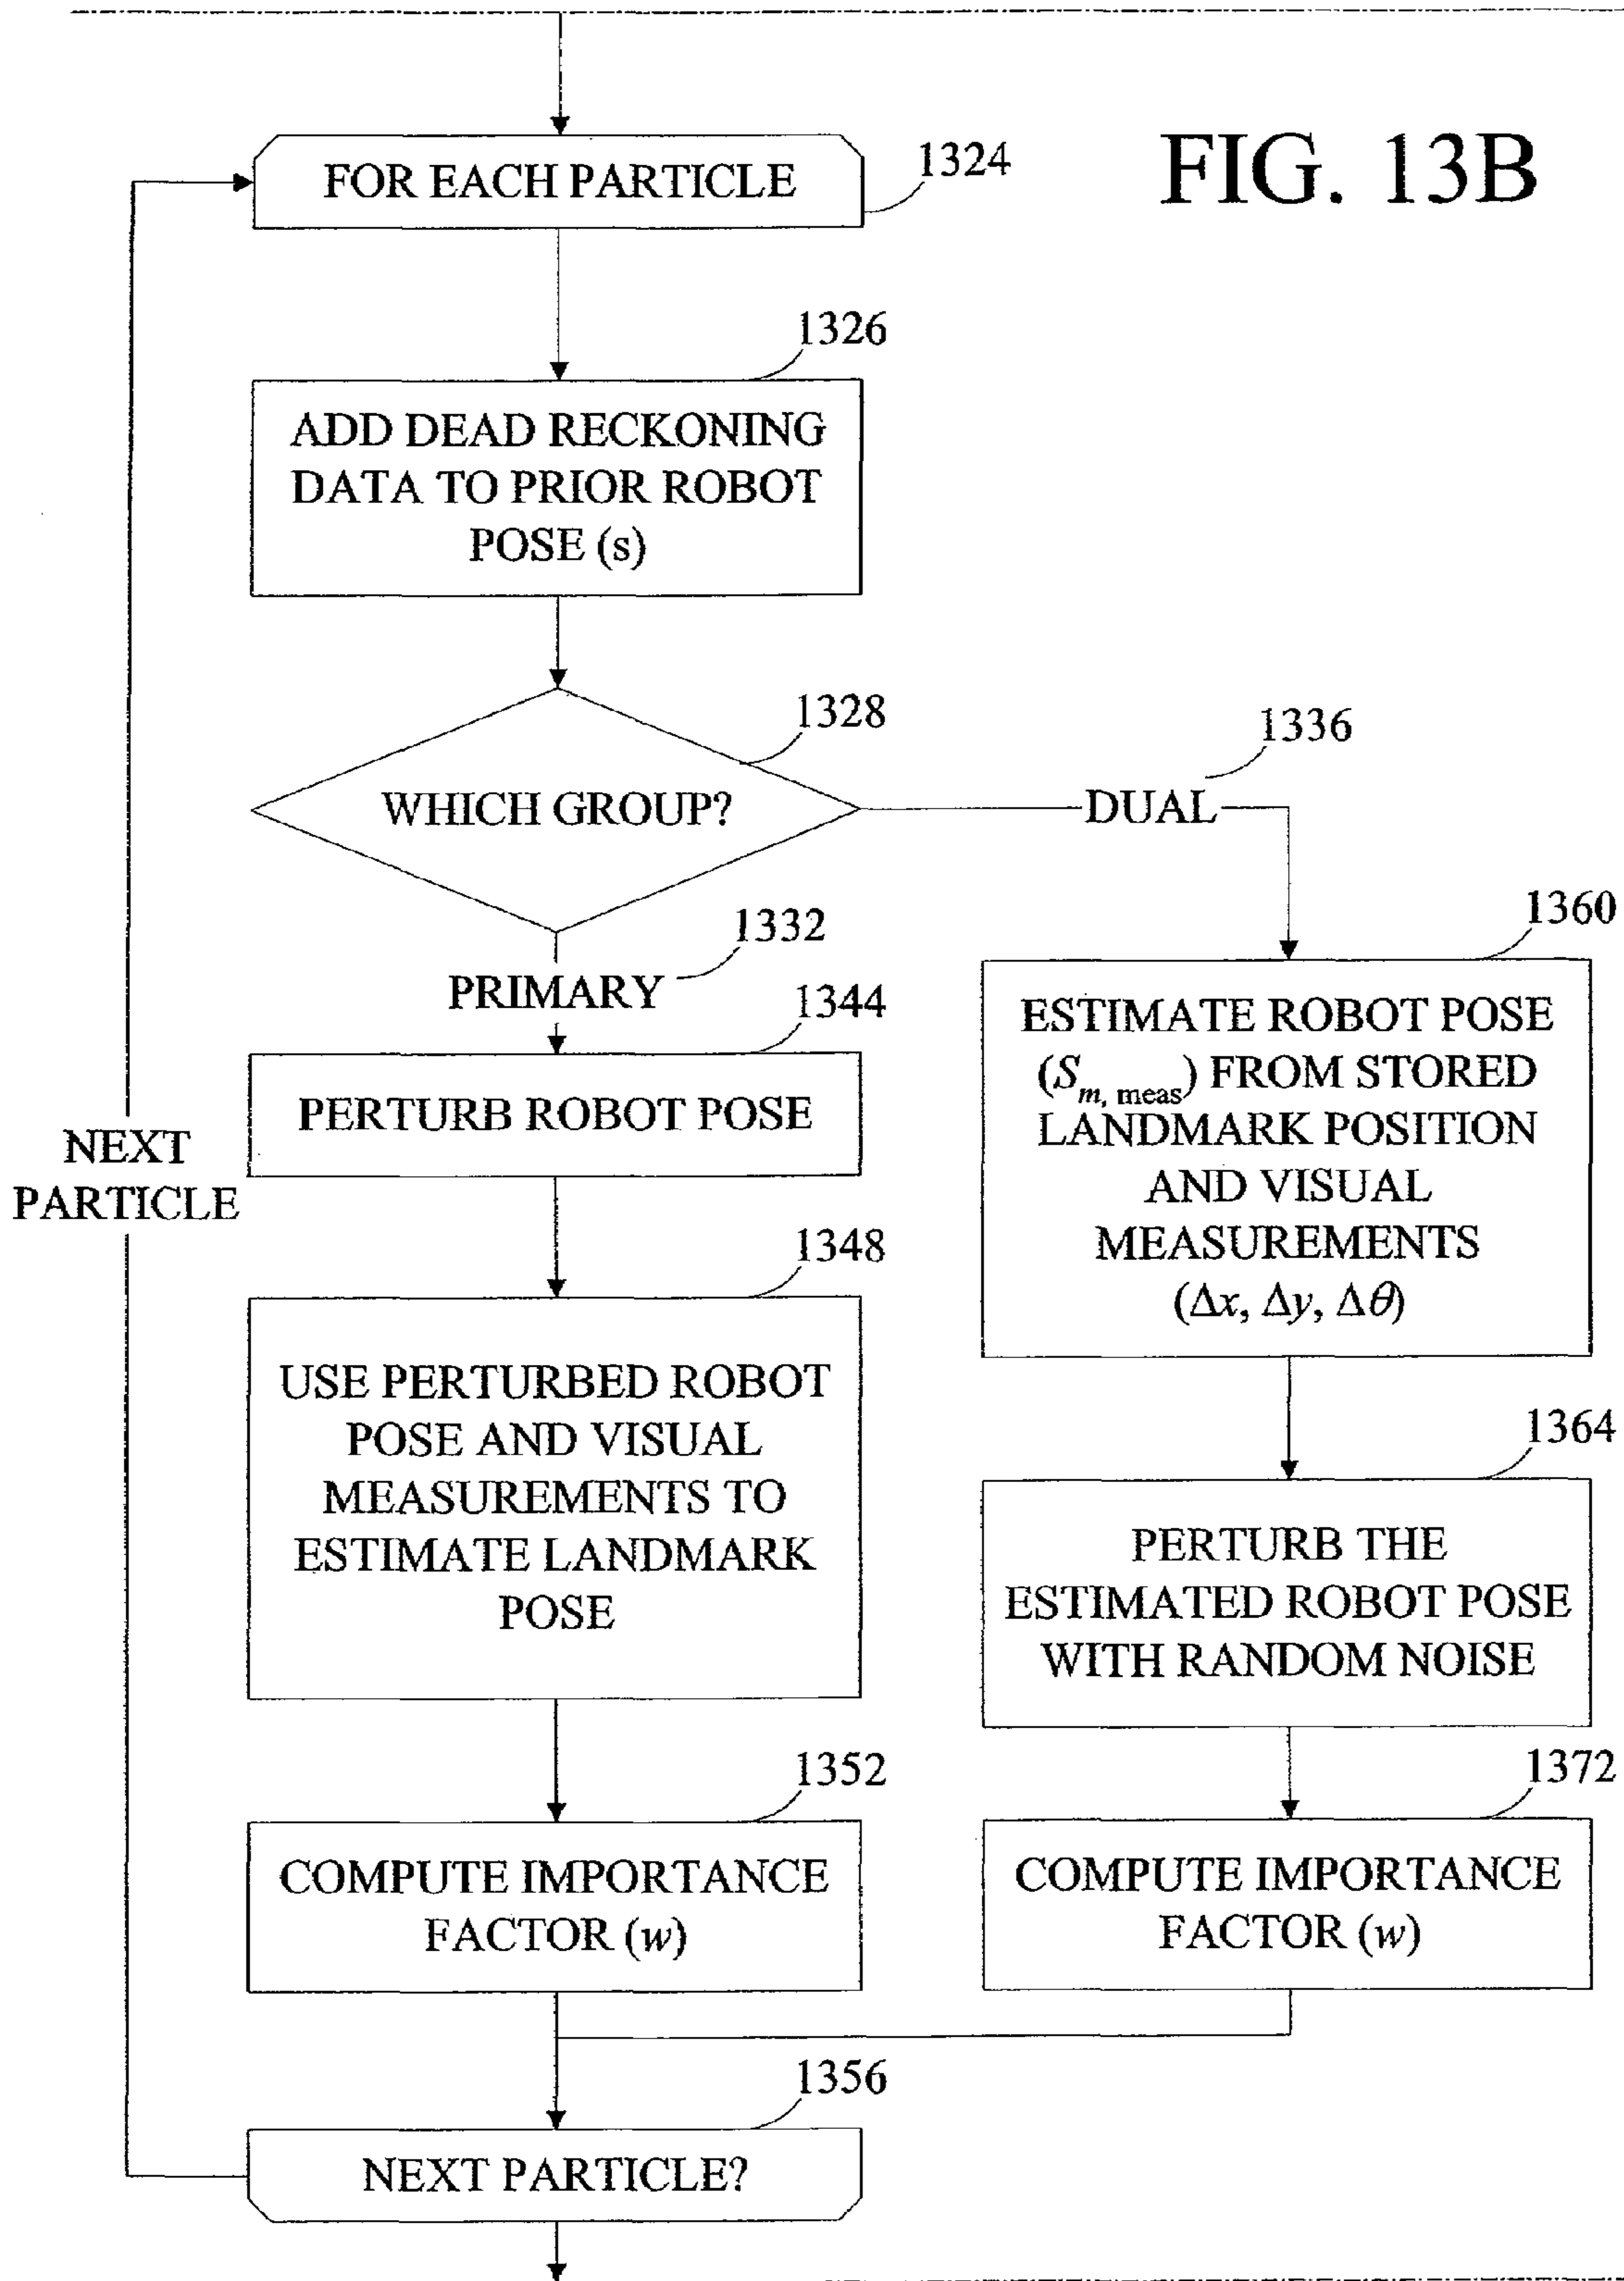 FIG. 13B
FOR EACH PARTICLE
1324
1326
ADD DEAD RECKONING
DATA TO PRIOR ROBOT
POSE (s)
1328
WHICH GROUP?
1336
DUAL
1332
PRIMARY
1344
PERTURB ROBOT POSE
NEXT
PARTICLE
1348
USE PERTURBED ROBOT
POSE AND VISUAL
MEASUREMENTS TO
ESTIMATE LANDMARK
POSE
1352
COMPUTE IMPORTANCE
FACTOR (w)
1360
ESTIMATE ROBOT POSE
(S m, meas) FROM STORED
LANDMARK POSITION
AND VISUAL
MEASUREMENTS
(Δx, Δy, Δθ)
1364
PERTURB THE
ESTIMATED ROBOT POSE
WITH RANDOM NOISE
1372
COMPUTE IMPORTANCE
FACTOR (w)
1356
NEXT PARTICLE?